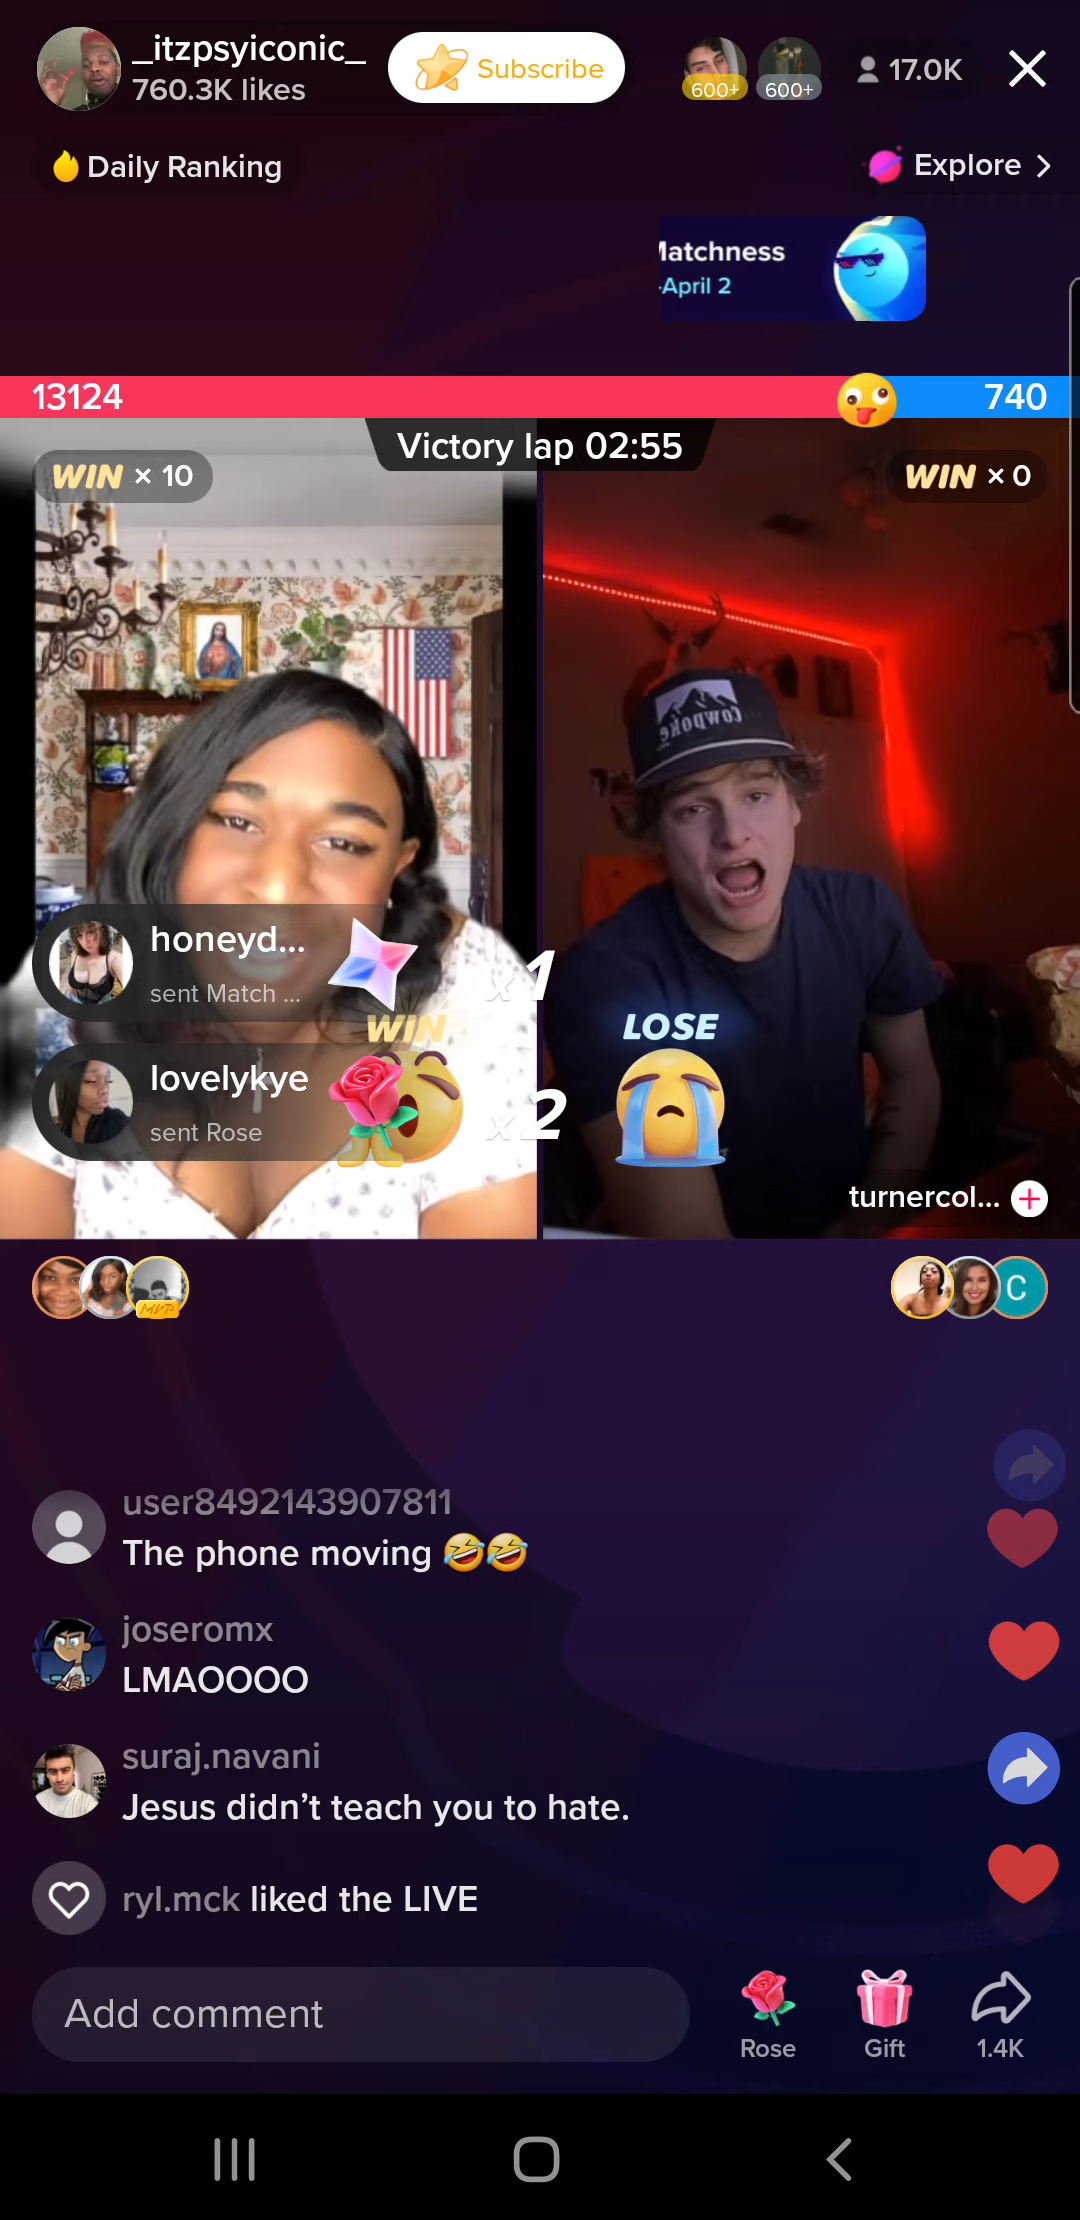 _itzpsyiconic_
760.3K likes
Subscribe
600+
600+
17.0K
Daily Ranking
Explore >
Matchness
-April 2
13124
740
Victory lap 02:55
WIN × 10
WIN × 0
Cowpoke
honeyd...
sent Match ...
x1
WIN
LOSE
lovelykye
sent Rose
x2
turnercol...
MVP
C
user8492143907811
The phone moving 🤣🤣
joseromx
LMAOOOO
suraj.navani
Jesus didn’t teach you to hate.
ryl.mck liked the LIVE
Add comment
Rose
Gift
1.4K